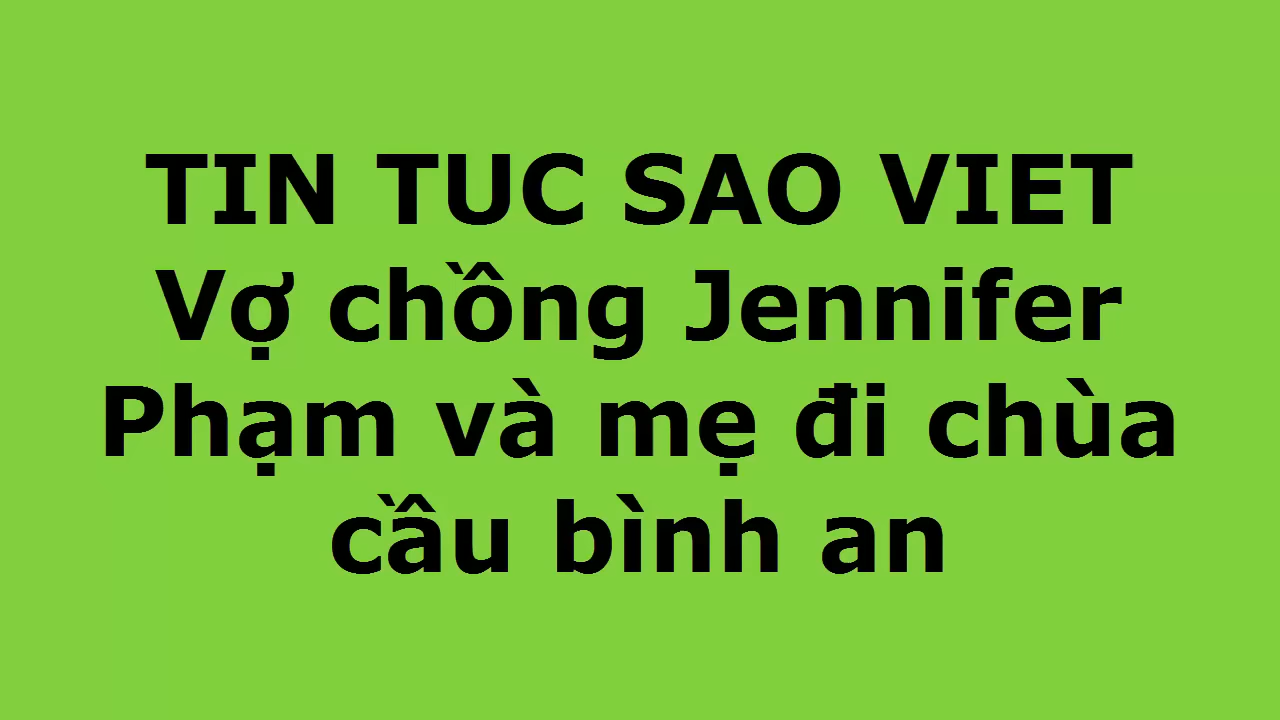 TIN TUC SAO VIET
Vợ chồng Jennifer
Phạm và mẹ đi chùa
cầu bình an